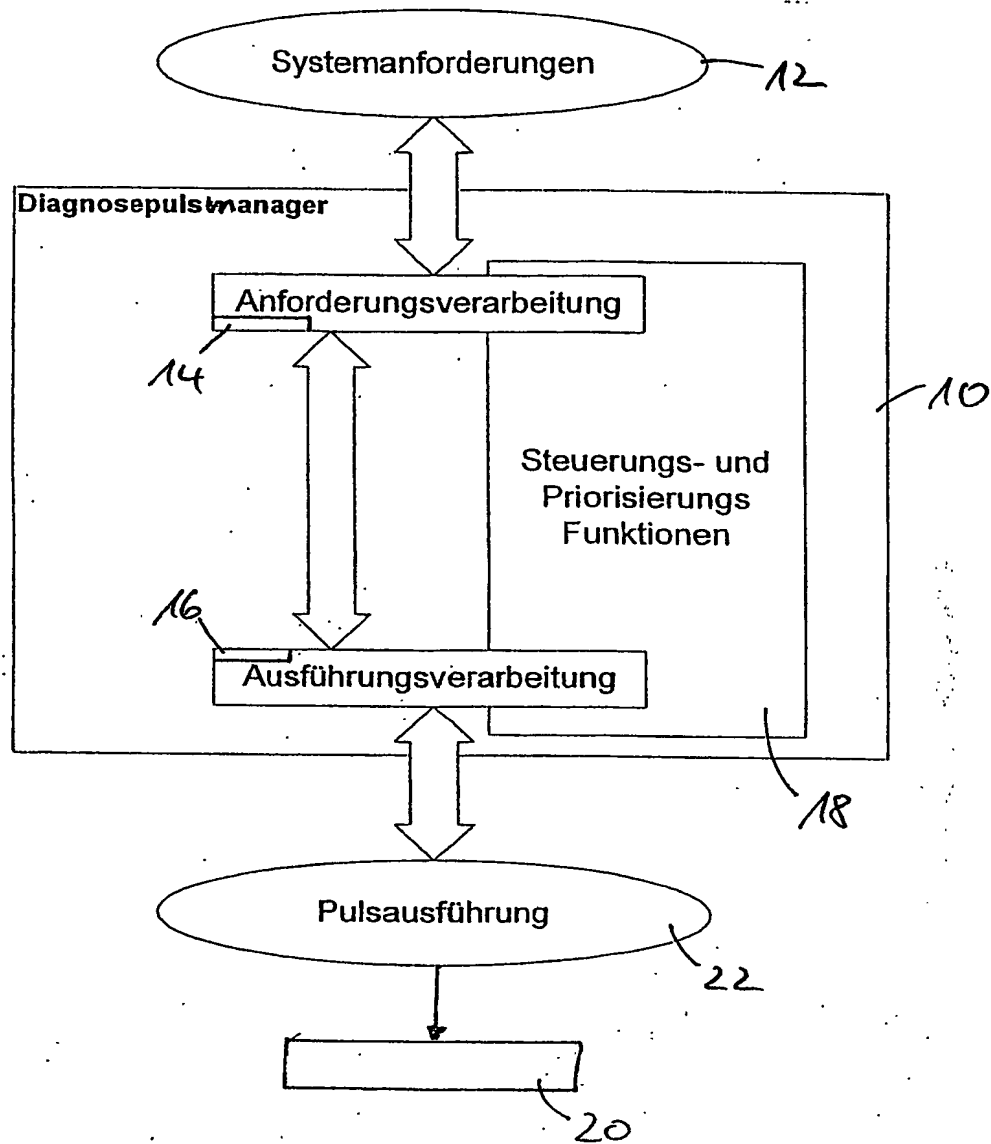 Systemanforderungen
12
Diagnosepulsmanager
Anforderungsverarbeitung
14
10
Steuerungs- und
Priorisierungs
Funktionen
16
Ausführungsverarbeitung
18
Pulsausführung
22
20